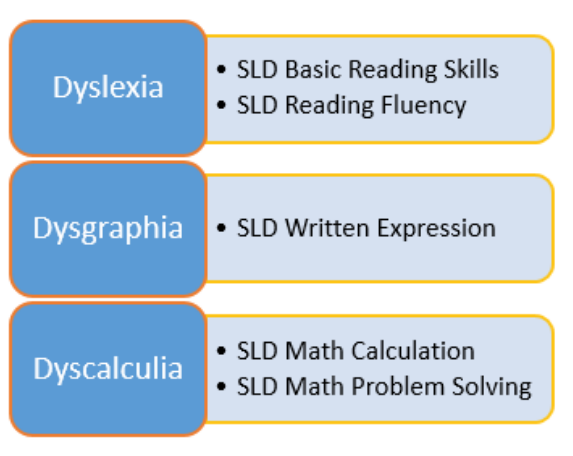 Dyslexia
• SLD Basic Reading Skills
• SLD Reading Fluency
Dysgraphia
• SLD Written Expression
Dyscalculia
• SLD Math Calculation
• SLD Math Problem Solving